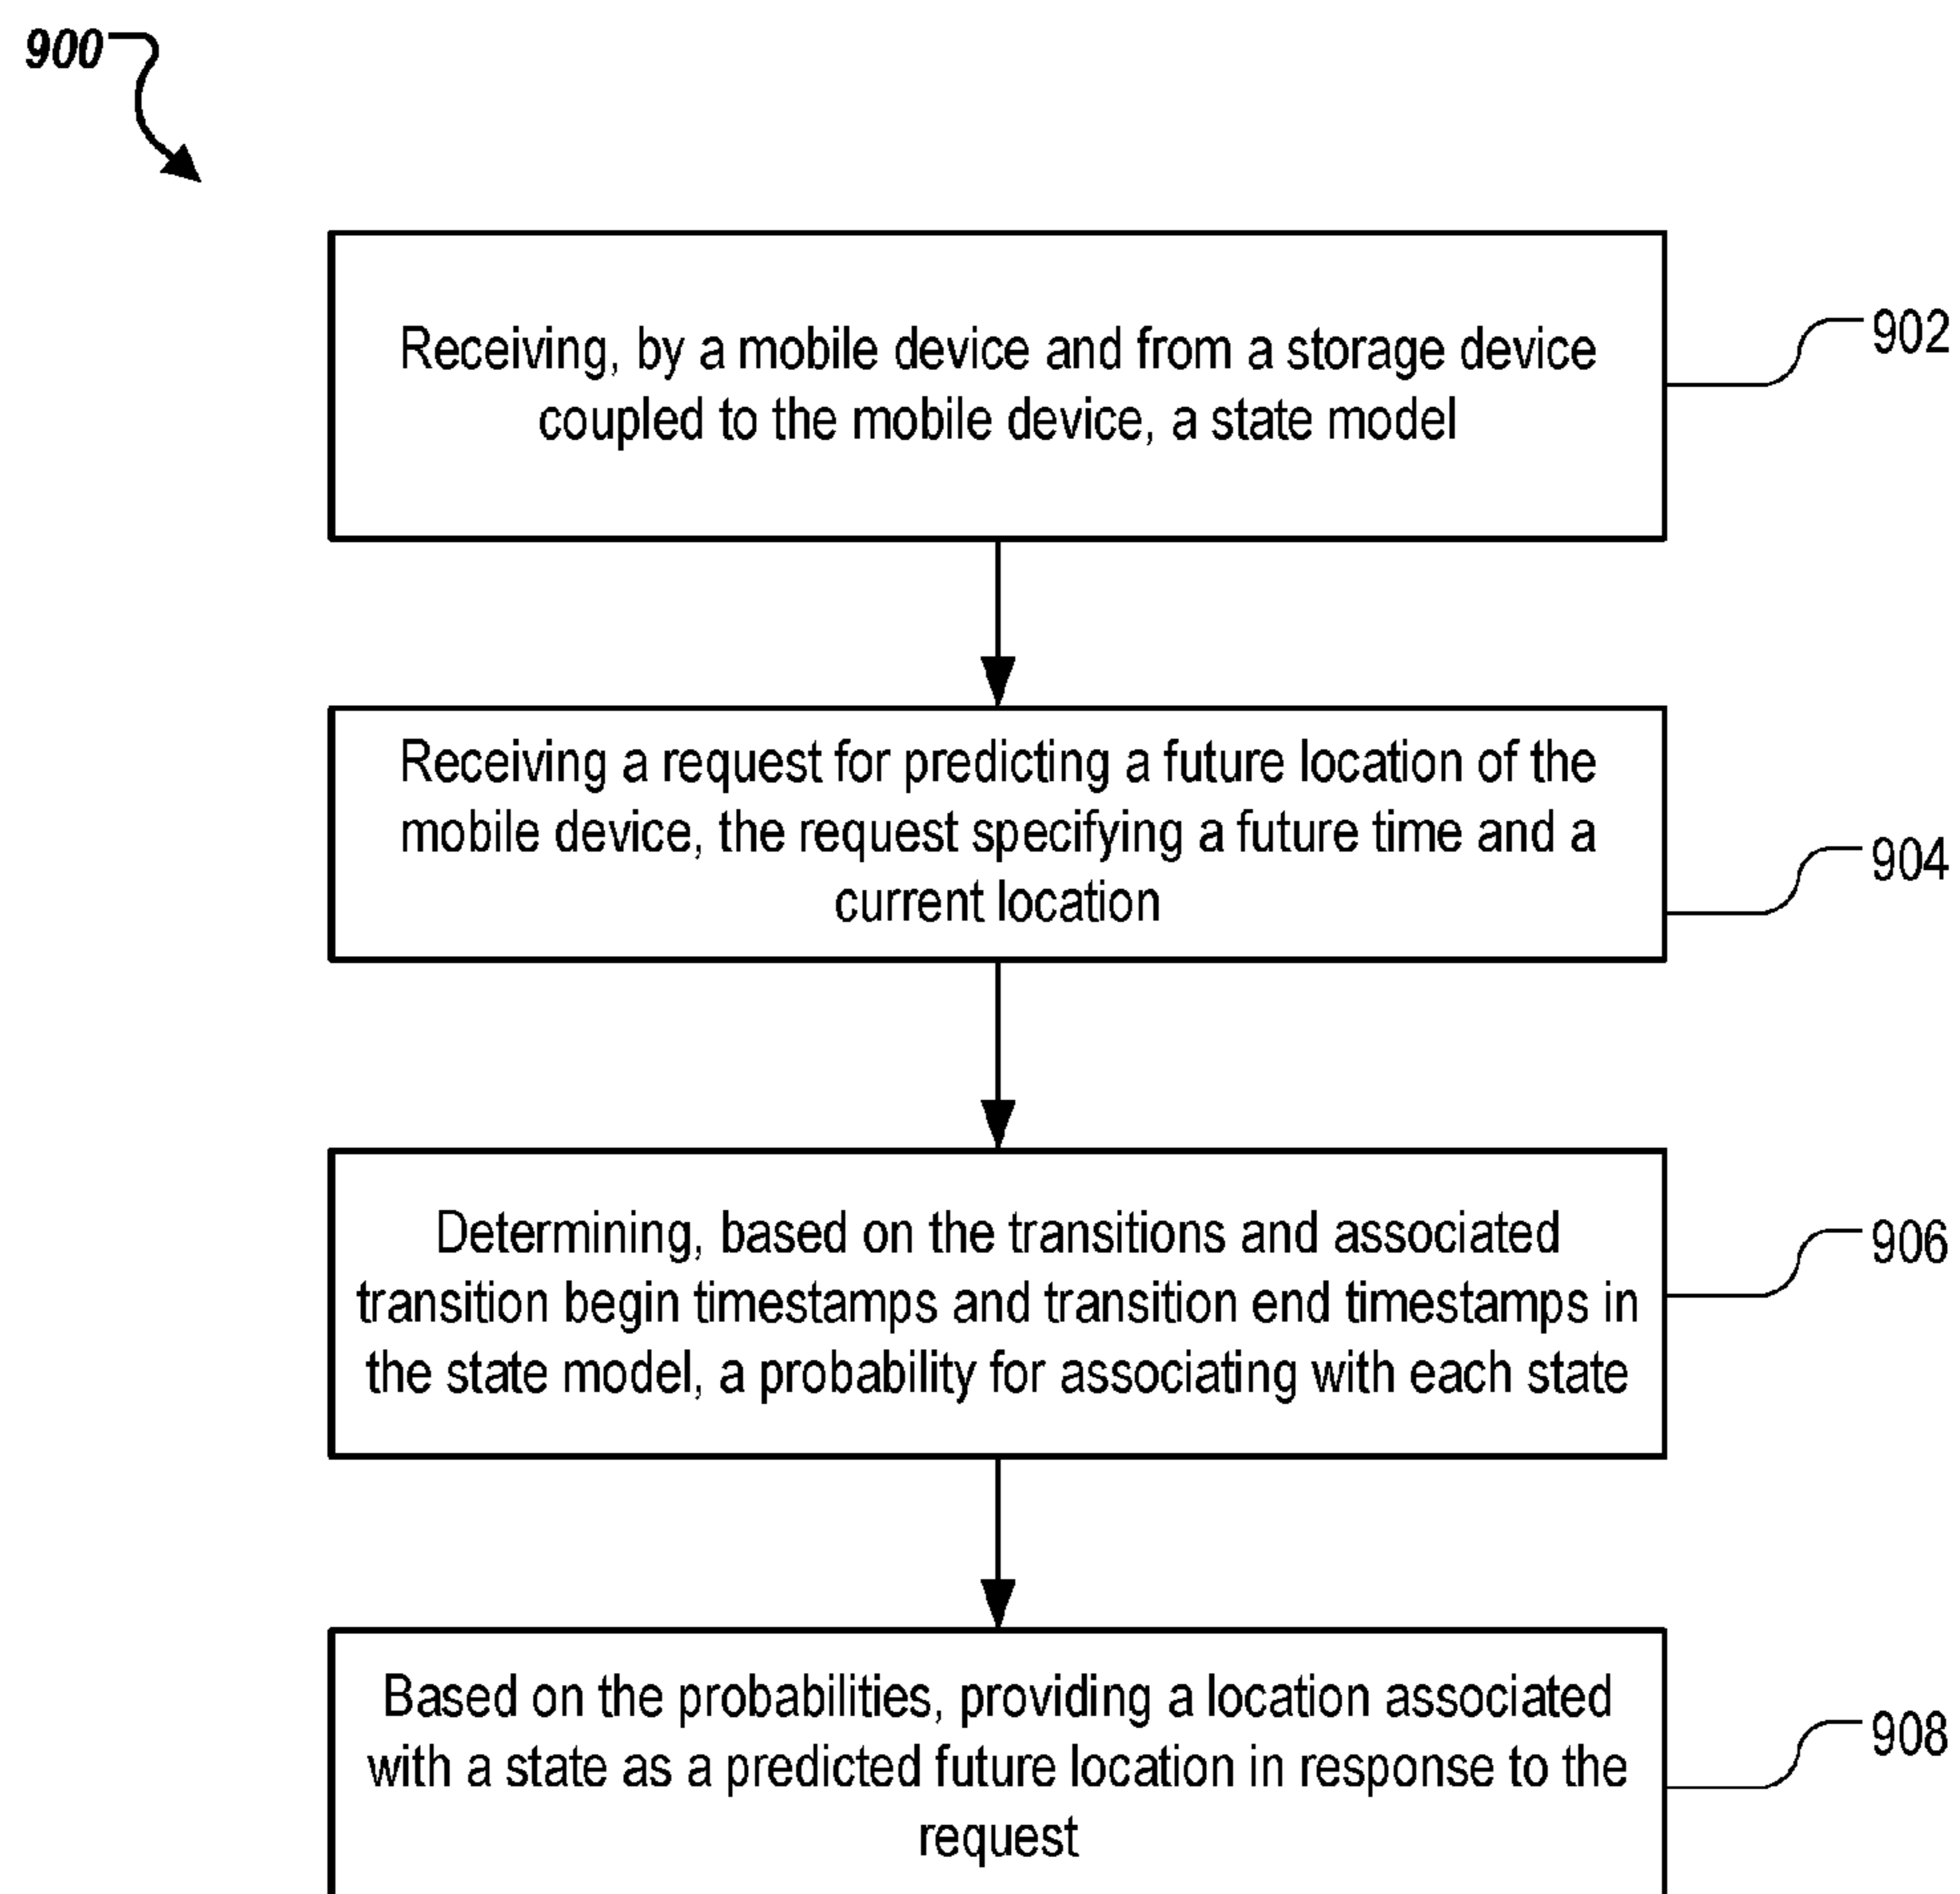 900
Receiving, by a mobile device and from a storage device
coupled to the mobile device, a state model
902
Receiving a request for predicting a future location of the
mobile device, the request specifying a future time and a
current location
904
Determining, based on the transitions and associated
transition begin timestamps and transition end timestamps in
the state model, a probability for associating with each state
906
Based on the probabilities, providing a location associated
with a state as a predicted future location in response to the
request
908